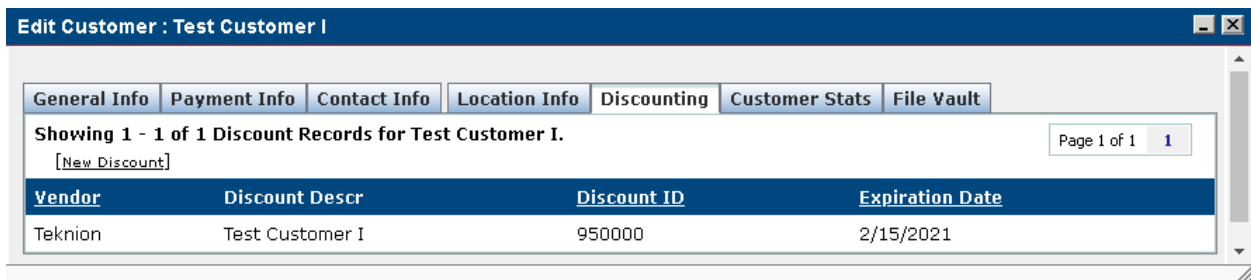 Edit Customer : Test Customer I
General Info Payment Info Contact Info Location Info Discounting Customer Stats File Vault
Showing 1 - 1 of 1 Discount Records for Test Customer I.
Page 1 of 1 1
[New Discount]
Vendor Discount Descr Discount ID Expiration Date
Teknion Test Customer I 950000 2/15/2021